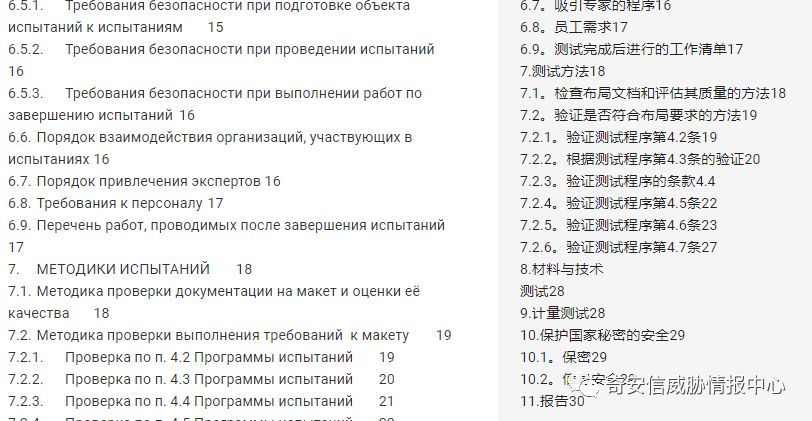 6.5.1. Требования безопасности при подготовке объекта
испытаний к испытаниям 15
6.5.2. Требования безопасности при проведении испытаний
16
6.5.3. Требования безопасности при выполнении работ по
завершению испытаний 16
6.6. Порядок взаимодействия организаций, участвующих в
испытаниях 16
6.7. Порядок привлечения экспертов 16
6.8. Требования к персоналу 17
6.9. Перечень работ, проводимых после завершения испытаний
17
7. МЕТОДИКИ ИСПЫТАНИЙ 18
7.1. Методика проверки документации на макет и оценки её
качества 18
7.2. Методика проверки выполнения требований к макету 19
7.2.1. Проверка по п. 4.2 Программы испытаний 19
7.2.2. Проверка по п. 4.3 Программы испытаний 20
7.2.3. Проверка по п. 4.4 Программы испытаний 21
7.2.4. Проверка по п. 4.5 Программы испытаний 22
6.7。吸引专家的程序16
6.8。员工需求17
6.9。测试完成后进行的工作清单17
7.测试方法18
7.1。检查布局文档和评估其质量的方法18
7.2。验证是否符合布局要求的方法19
7.2.1。验证测试程序第4.2条19
7.2.2。根据测试程序第4.3条的验证20
7.2.3。验证测试程序的条款4.4
7.2.4。验证测试程序第4.5条22
7.2.5。验证测试程序第4.6条23
7.2.6。验证测试程序第4.7条27
8.材料与技术
测试28
9.计量测试28
10.保护国家秘密的安全29
10.1。保密29
10.2。
11.报告30
奇安信威胁情报中心